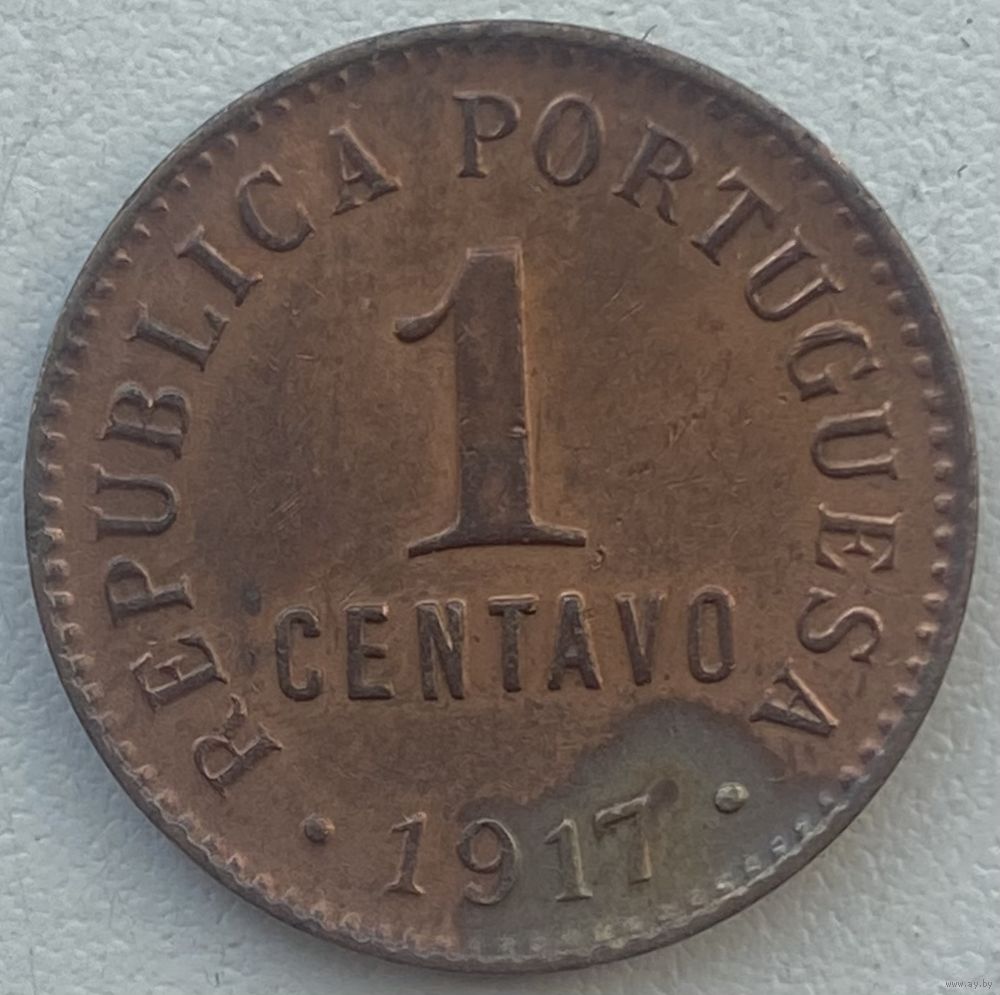 REPUBLICA PORTUGUESA
1
CENTAVO
• 1917 •
www.ay.by